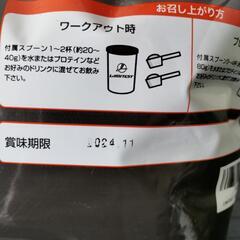 お召し上がり方
ワークアウト時
付属スプーン1〜2杯(約20〜
40g)を水またはプロテインなど
お好みのドリンクに混ぜてお飲み
下さい。
賞味期限 2024.11